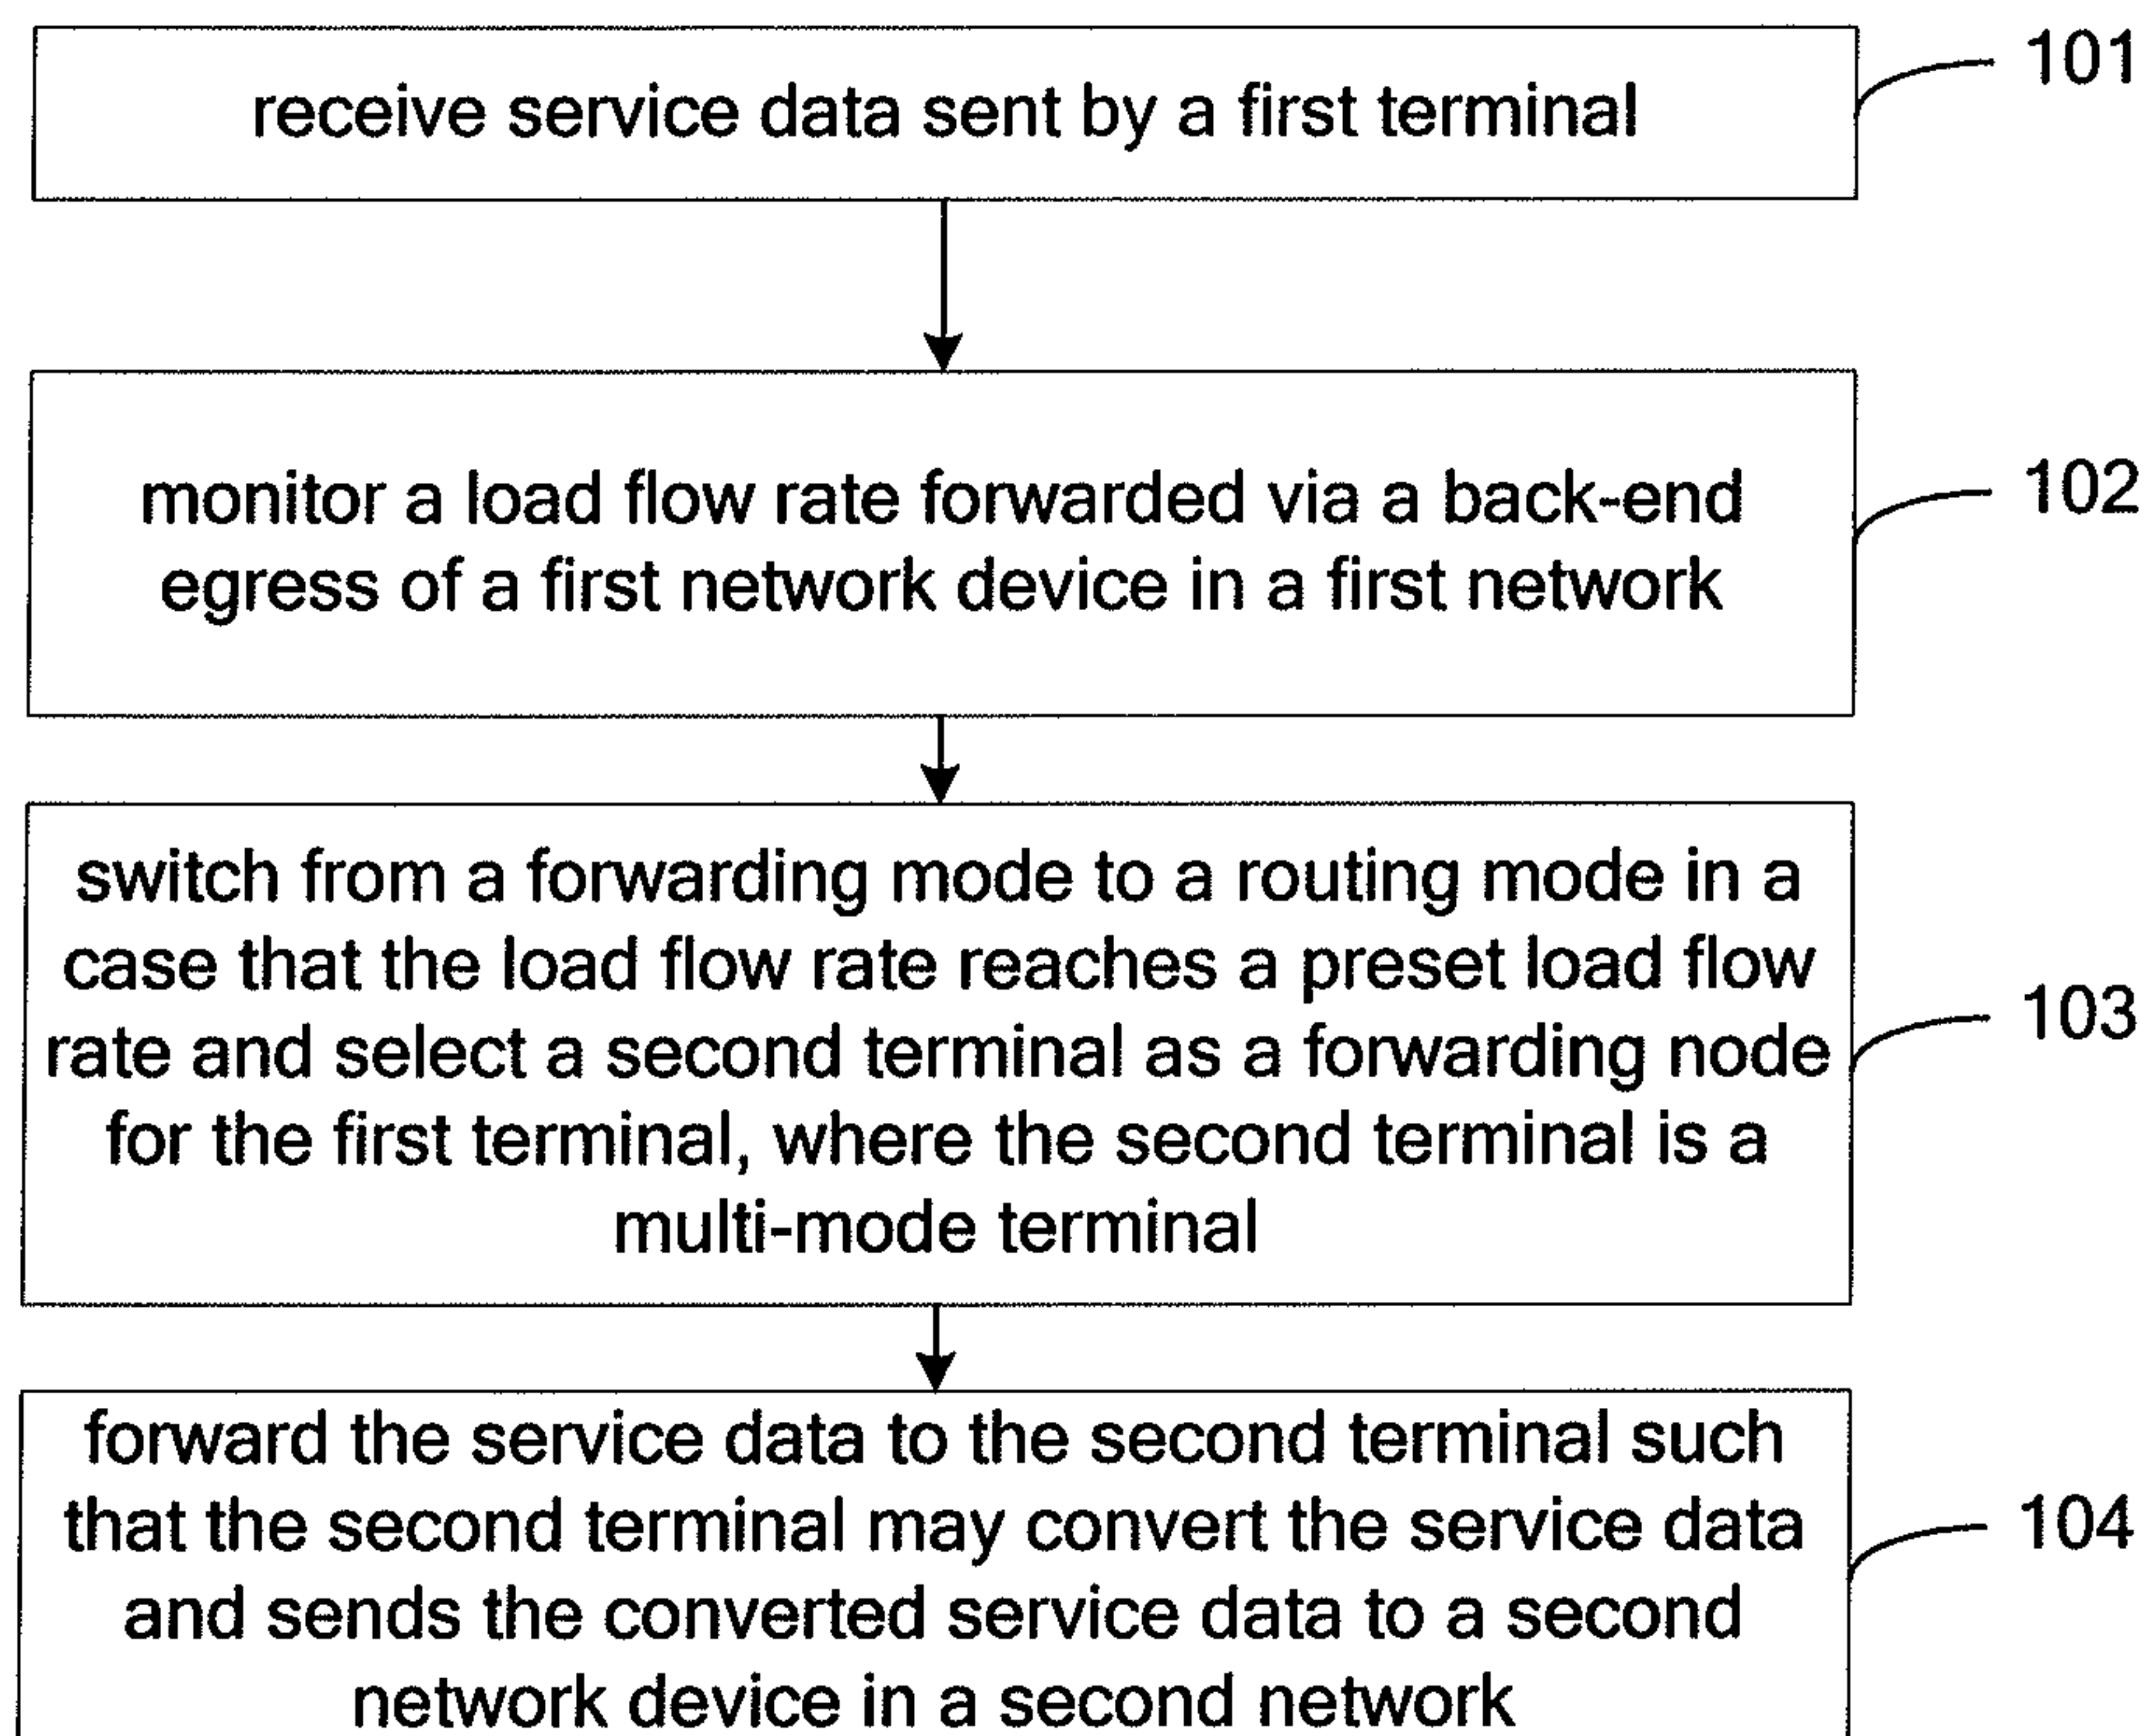 receive service data sent by a first terminal
101
monitor a load flow rate forwarded via a back-end
egress of a first network device in a first network
102
switch from a forwarding mode to a routing mode in a
case that the load flow rate reaches a preset load flow
rate and select a second terminal as a forwarding node
for the first terminal, where the second terminal is a
multi-mode terminal
103
forward the service data to the second terminal such
that the second terminal may convert the service data
and sends the converted service data to a second
network device in a second network
104